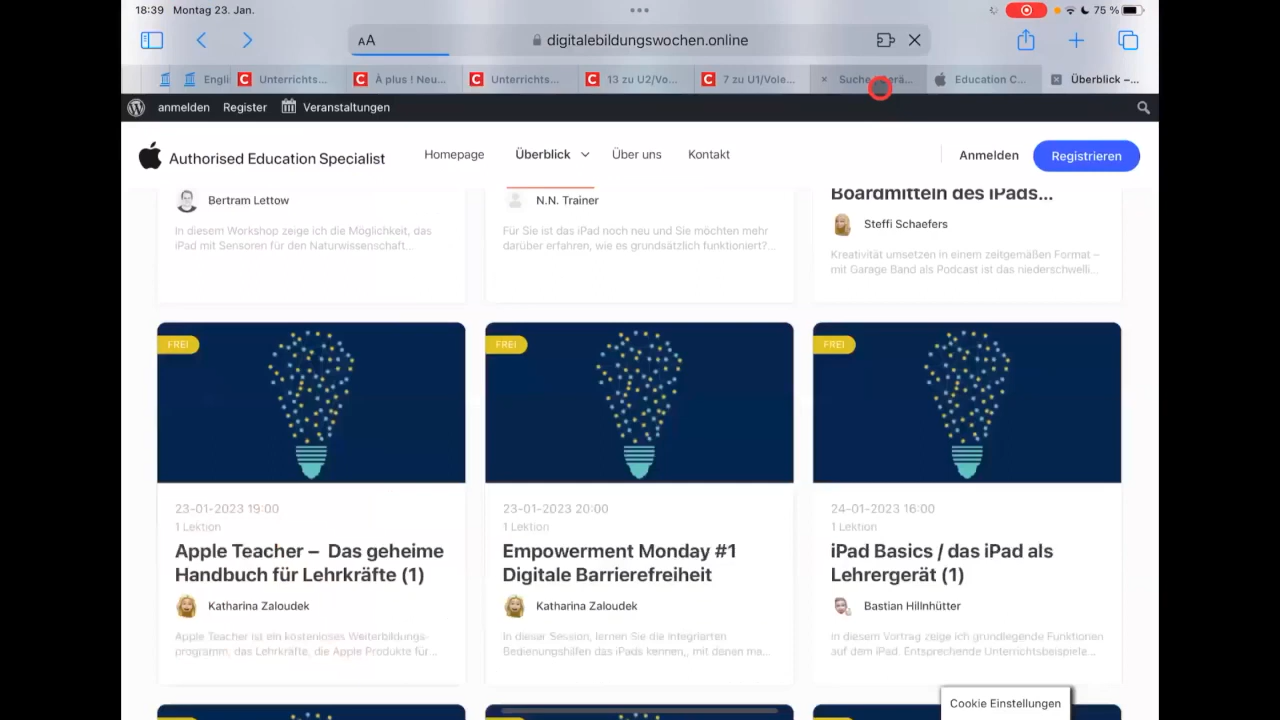 18:39 Montag 23. Jan.
75 %
AA
digitalebildungswochen.online
Engli
Unterrichts...
À plus ! Neu...
Unterrichts...
13 zu U2/Vo...
7 zu U1/Vole...
Suche
Education C...
Überblick –...
anmelden
Register
Veranstaltungen
Authorised Education Specialist
Homepage
Überblick
Über uns
Kontakt
Anmelden
Registrieren
Bertram Lettow
In diesem Workshop zeige ich die Möglichkeit, das
iPad mit Sensoren für den Naturwissenschaft...
N.N. Trainer
Für Sie ist das iPad noch neu und Sie möchten mehr
darüber erfahren, wie es grundsätzlich funktioniert?...
Boardmitteln des iPads...
Steffi Schaefers
Kreativität umsetzen in einem zeitgemäßen Format –
mit Garage Band als Podcast ist das niederschwelli...
FREI
23-01-2023 19:00
1 Lektion
Apple Teacher – Das geheime
Handbuch für Lehrkräfte (1)
Katharina Zaloudek
Apple Teacher ist ein kostenloses Weiterbildungs-
programm, das Lehrkräfte, die Apple Produkte für ...
FREI
23-01-2023 20:00
1 Lektion
Empowerment Monday #1
Digitale Barrierefreiheit
Katharina Zaloudek
In dieser Session, lernen Sie die integrierten
Bedienungshilfen das iPads kennen,, mit denen ma...
FREI
24-01-2023 16:00
1 Lektion
iPad Basics / das iPad als
Lehrergerät (1)
Bastian Hillnhütter
In diesem Vortrag zeige ich grundlegende Funktionen
auf dem iPad. Entsprechende Unterrichtsbeispiele...
Cookie Einstellungen